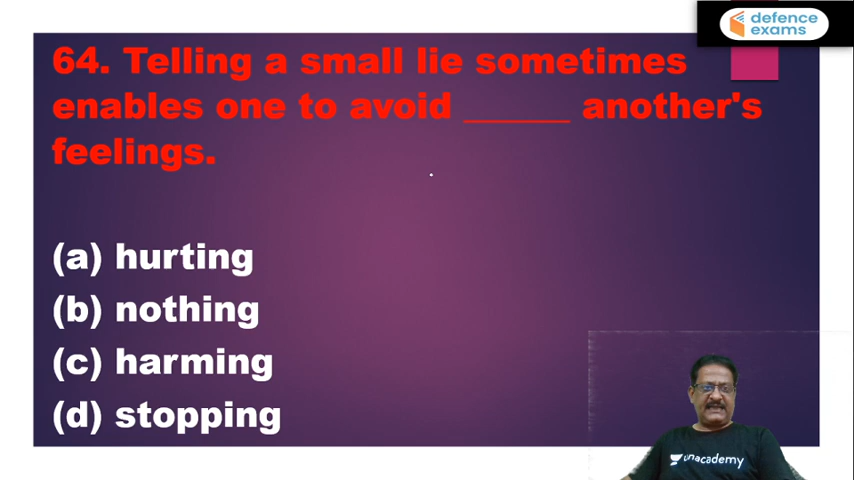 defence
exams
64. Telling a small lie sometimes
enables one to avoid ______ another's
feelings.
(a) hurting
(b) nothing
(c) harming
(d) stopping
unacademy